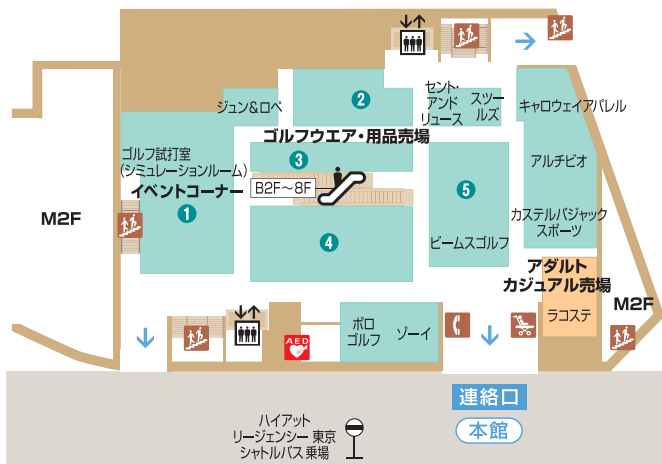 ジュン&ロペ
❷
セント・
アンド
リュース
スツー
ルズ
キャロウェイアパレル
ゴルフウエア・用品売場
ゴルフ試打室
(シミュレーションルーム)
イベントコーナー
❶
❸
B2F～8F
❹
❺
アルチビオ
カステルバジャック
スポーツ
ビームスゴルフ
M2F
アダルト
カジュアル売場
ラコステ
M2F
ポロ
ゴルフ
ゾーイ
AED
連絡口
本館
ハイアット
リージェンシー 東京
シャトルバス 乗場